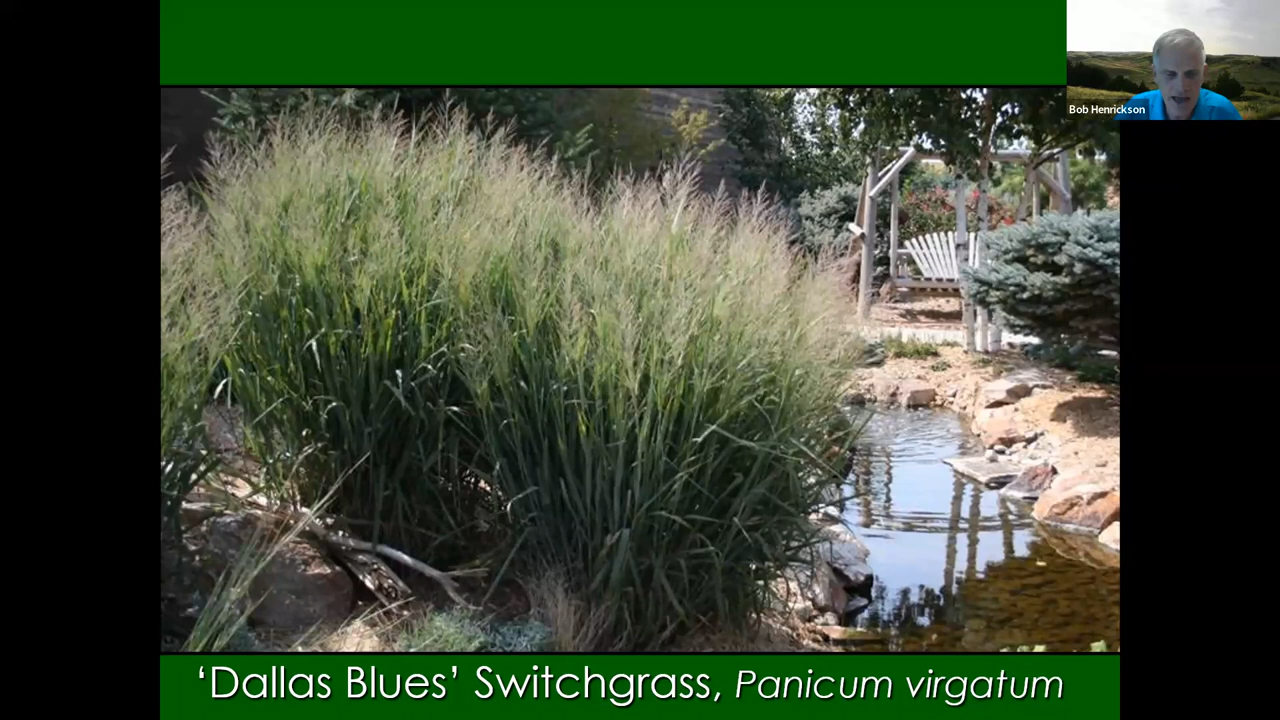 Bob Henrickson
‘Dallas Blues’ Switchgrass, Panicum virgatum